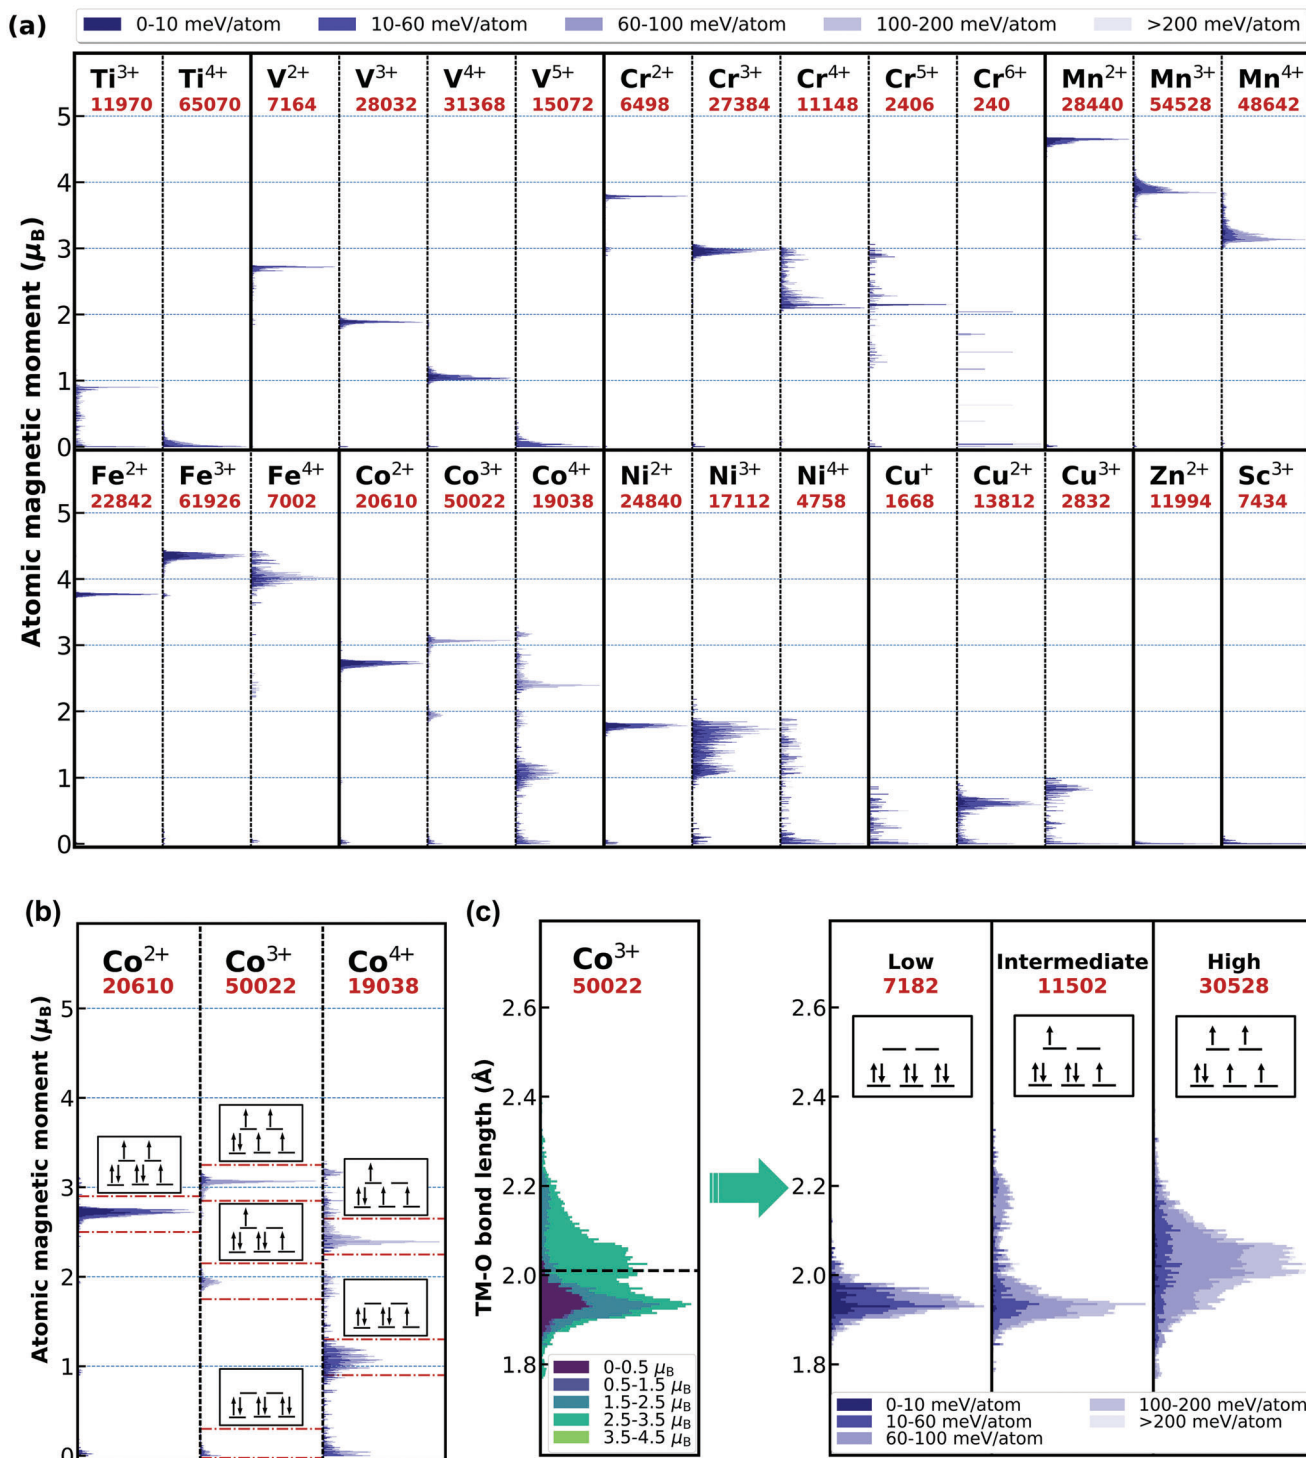 (a)
0-10 meV/atom 10-60 meV/atom 60-100 meV/atom 100-200 meV/atom >200 meV/atom
Ti³⁺ Ti⁴⁺ V²⁺ V³⁺ V⁴⁺ V⁵⁺ Cr²⁺ Cr³⁺ Cr⁴⁺ Cr⁵⁺ Cr⁶⁺ Mn²⁺ Mn³⁺ Mn⁴⁺
11970 65070 7164 28032 31368 15072 6498 27384 11148 2406 240 28440 54528 48642
5
4
3
2
1
0
Atomic magnetic moment (μB)
Fe²⁺ Fe³⁺ Fe⁴⁺ Co²⁺ Co³⁺ Co⁴⁺ Ni²⁺ Ni³⁺ Ni⁴⁺ Cu⁺ Cu²⁺ Cu³⁺ Zn²⁺ Sc³⁺
22842 61926 7002 20610 50022 19038 24840 17112 4758 1668 13812 2832 11994 7434
5
4
3
2
1
0
(b)
Co²⁺ Co³⁺ Co⁴⁺
20610 50022 19038
5
4
3
2
1
0
Atomic magnetic moment (μB)
(c)
Co³⁺
50022
2.6
2.4
2.2
2.0
1.8
TM-O bond length (Å)
0-0.5 μB
0.5-1.5 μB
1.5-2.5 μB
2.5-3.5 μB
3.5-4.5 μB
Low Intermediate High
7182 11502 30528
2.6
2.4
2.2
2.0
1.8
0-10 meV/atom 100-200 meV/atom
10-60 meV/atom >200 meV/atom
60-100 meV/atom